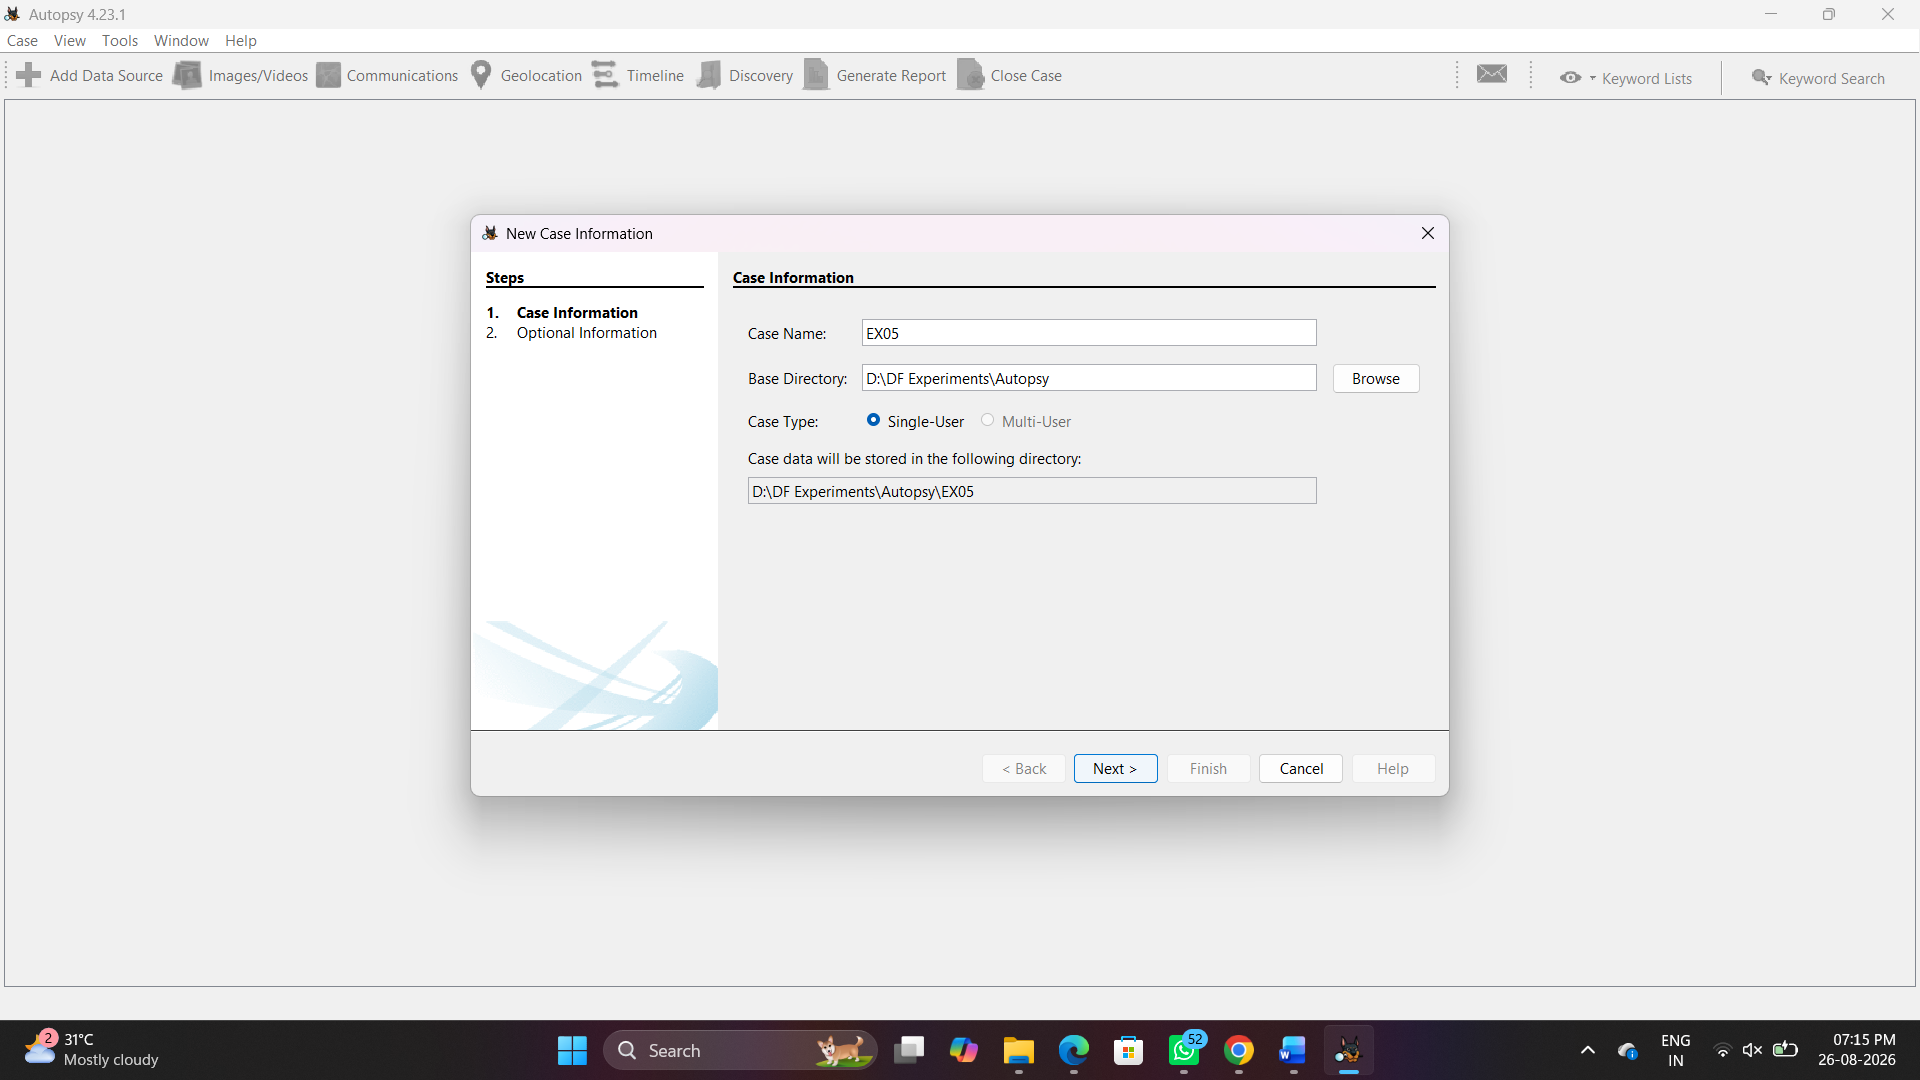 Autopsy 4.23.1
Case View Tools Window Help
Add Data Source Images/Videos Communications Geolocation Timeline Discovery Generate Report Close Case Keyword Lists Keyword Search
New Case Information
Steps
1. Case Information
2. Optional Information
Case Information
Case Name: EX05
Base Directory: D:\DF Experiments\Autopsy Browse
Case Type: Single-User Multi-User
Case data will be stored in the following directory:
D:\DF Experiments\Autopsy\EX05
< Back Next > Finish Cancel Help
2 31°C
Mostly cloudy
Search
52
ENG
IN
07:15 PM
26-08-2026